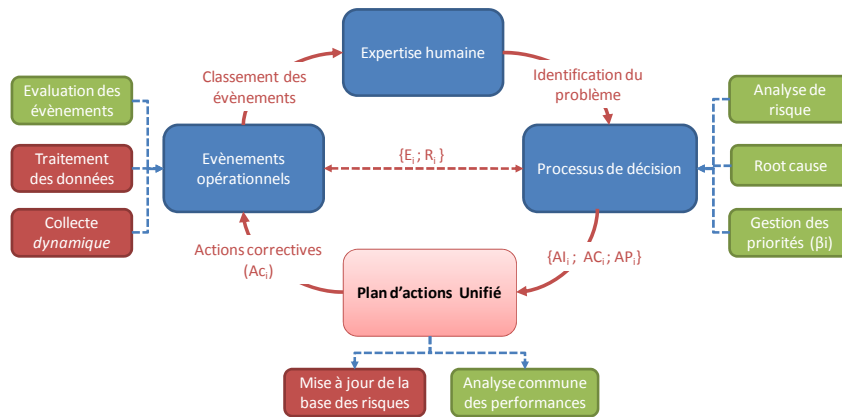 Expertise humaine
Classement des
évènements
Identification du
problème
Evaluation des
évènements
Traitement
des données
Collecte
dynamique
Evènements
opérationnels
{Eᵢ ; Rᵢ }
Processus de décision
Analyse de
risque
Root cause
Gestion des
priorités (βi)
Actions correctives
(Acᵢ)
{AIᵢ ; ACᵢ ; APᵢ}
Plan d’actions Unifié
Mise à jour de la
base des risques
Analyse commune
des performances